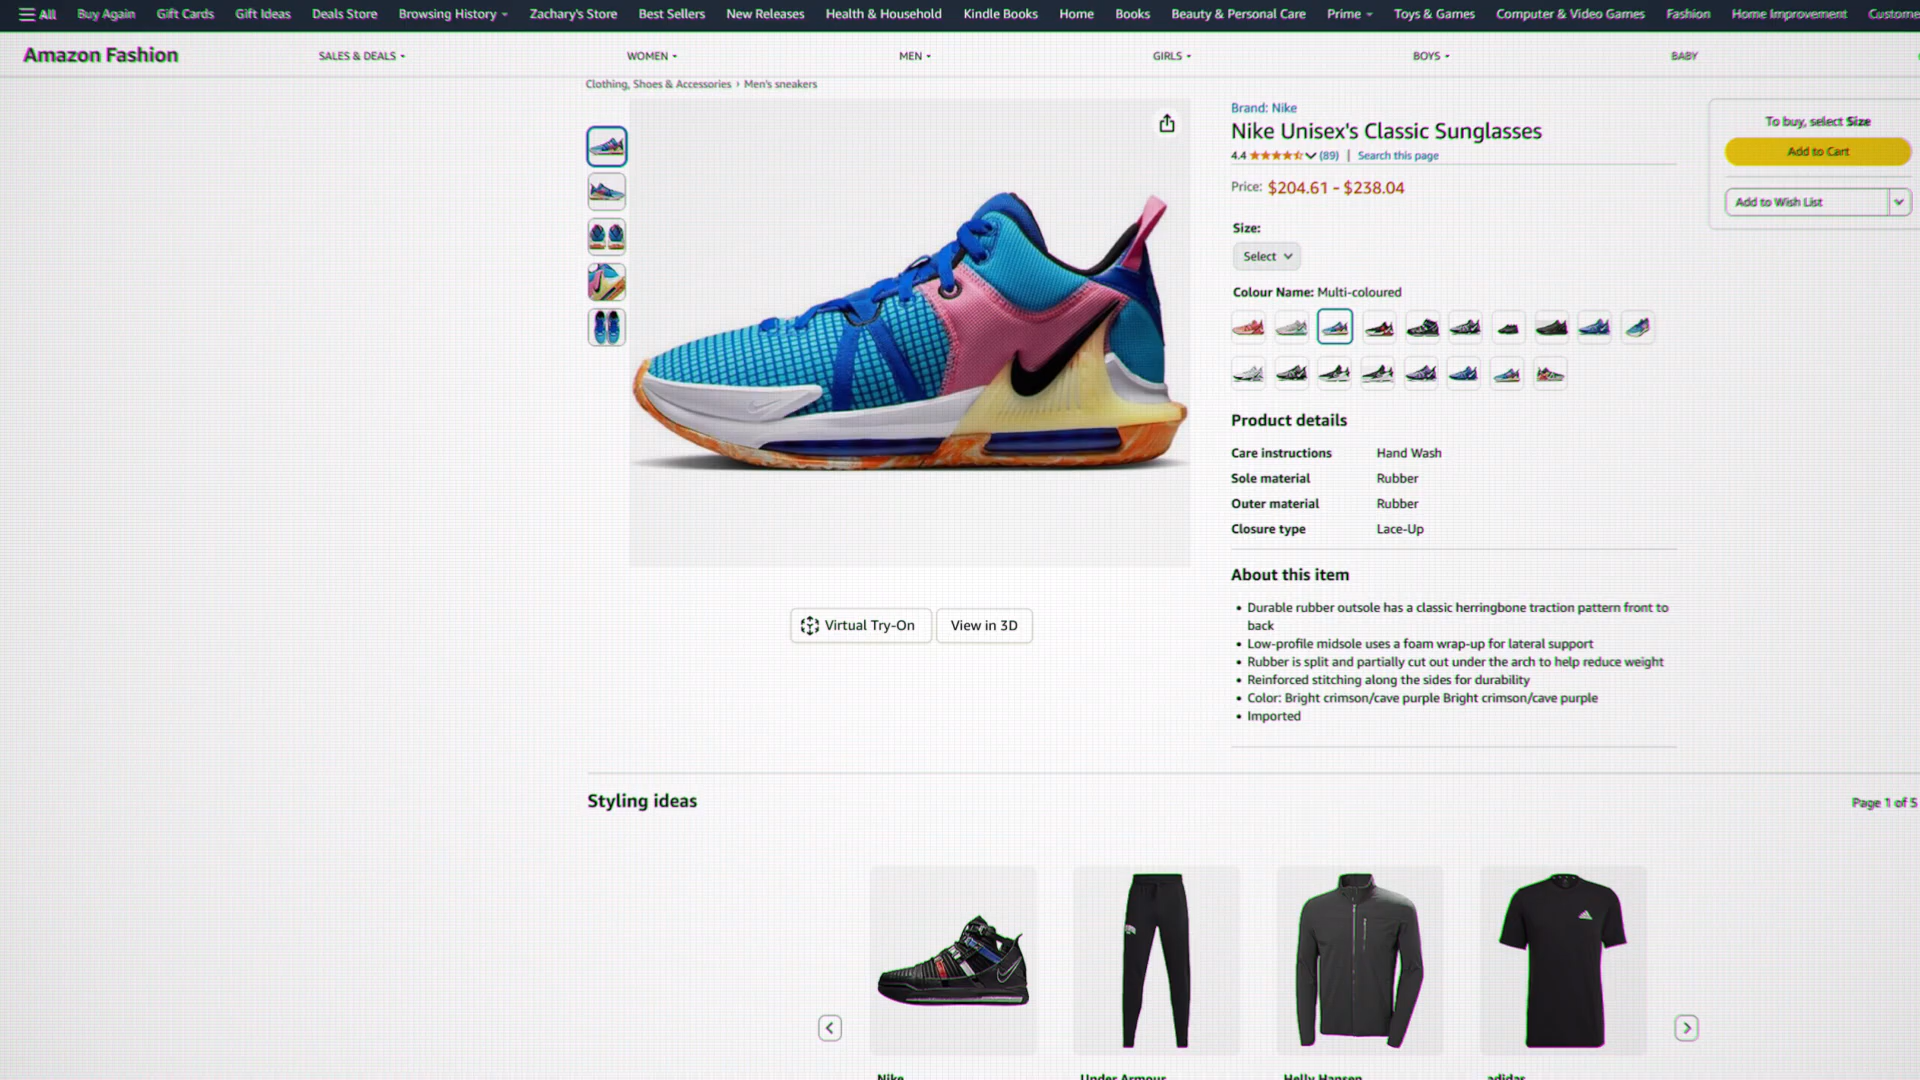 All Buy Again Gift Cards Gift Ideas Deals Store Browsing History Zachary's Store Best Sellers New Releases Health & Household Kindle Books Home Books Beauty & Personal Care Prime Toys & Games Computer & Video Games Fashion Home Improvement Custome
Amazon Fashion SALES & DEALS WOMEN MEN GIRLS BOYS BABY
Clothing, Shoes & Accessories › Men's sneakers
Brand: Nike
Nike Unisex's Classic Sunglasses
4.4 (89) | Search this page
Price: $204.61 - $238.04
Size:
Select
Colour Name: Multi-coloured
To buy, select Size
Add to Cart
Add to Wish List
Product details
Care instructions Hand Wash
Sole material Rubber
Outer material Rubber
Closure type Lace-Up
About this item
• Durable rubber outsole has a classic herringbone traction pattern front to
back
• Low-profile midsole uses a foam wrap-up for lateral support
• Rubber is split and partially cut out under the arch to help reduce weight
• Reinforced stitching along the sides for durability
• Color: Bright crimson/cave purple Bright crimson/cave purple
• Imported
Virtual Try-On View in 3D
Styling ideas Page 1 of 5
Nike Under Armour Helly Hansen adidas